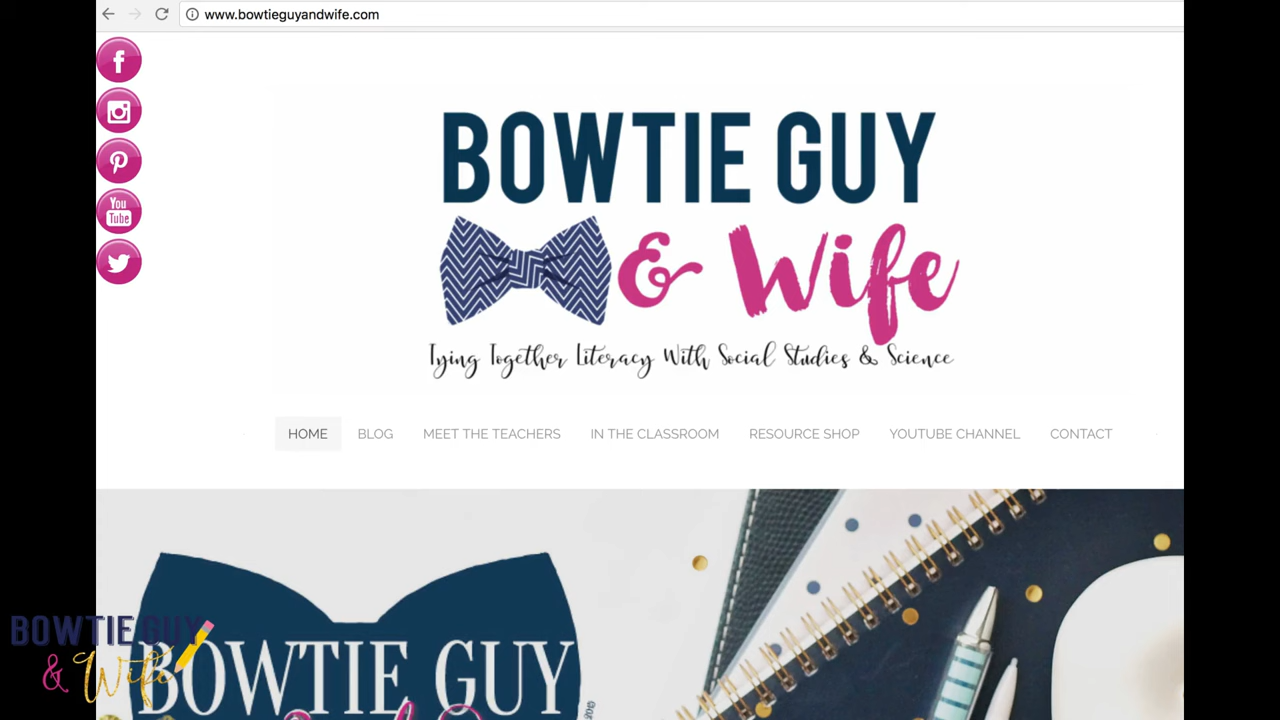 www.bowtieguyandwife.com
You
Tube
BOWTIE GUY
& Wife
Tying Together Literacy With Social Studies & Science
HOME BLOG MEET THE TEACHERS IN THE CLASSROOM RESOURCE SHOP YOUTUBE CHANNEL CONTACT
BOWTIE GUY
& Wife
BOWTIE GUY